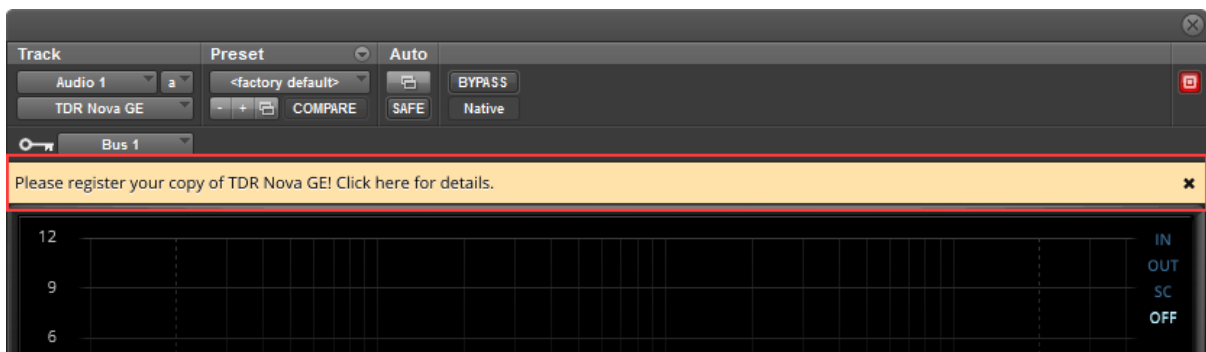 Track Preset Auto
Audio 1 a <factory default> BYPASS
TDR Nova GE - + COMPARE SAFE Native
Bus 1
Please register your copy of TDR Nova GE! Click here for details.
12 IN
OUT
9 SC
OFF
6